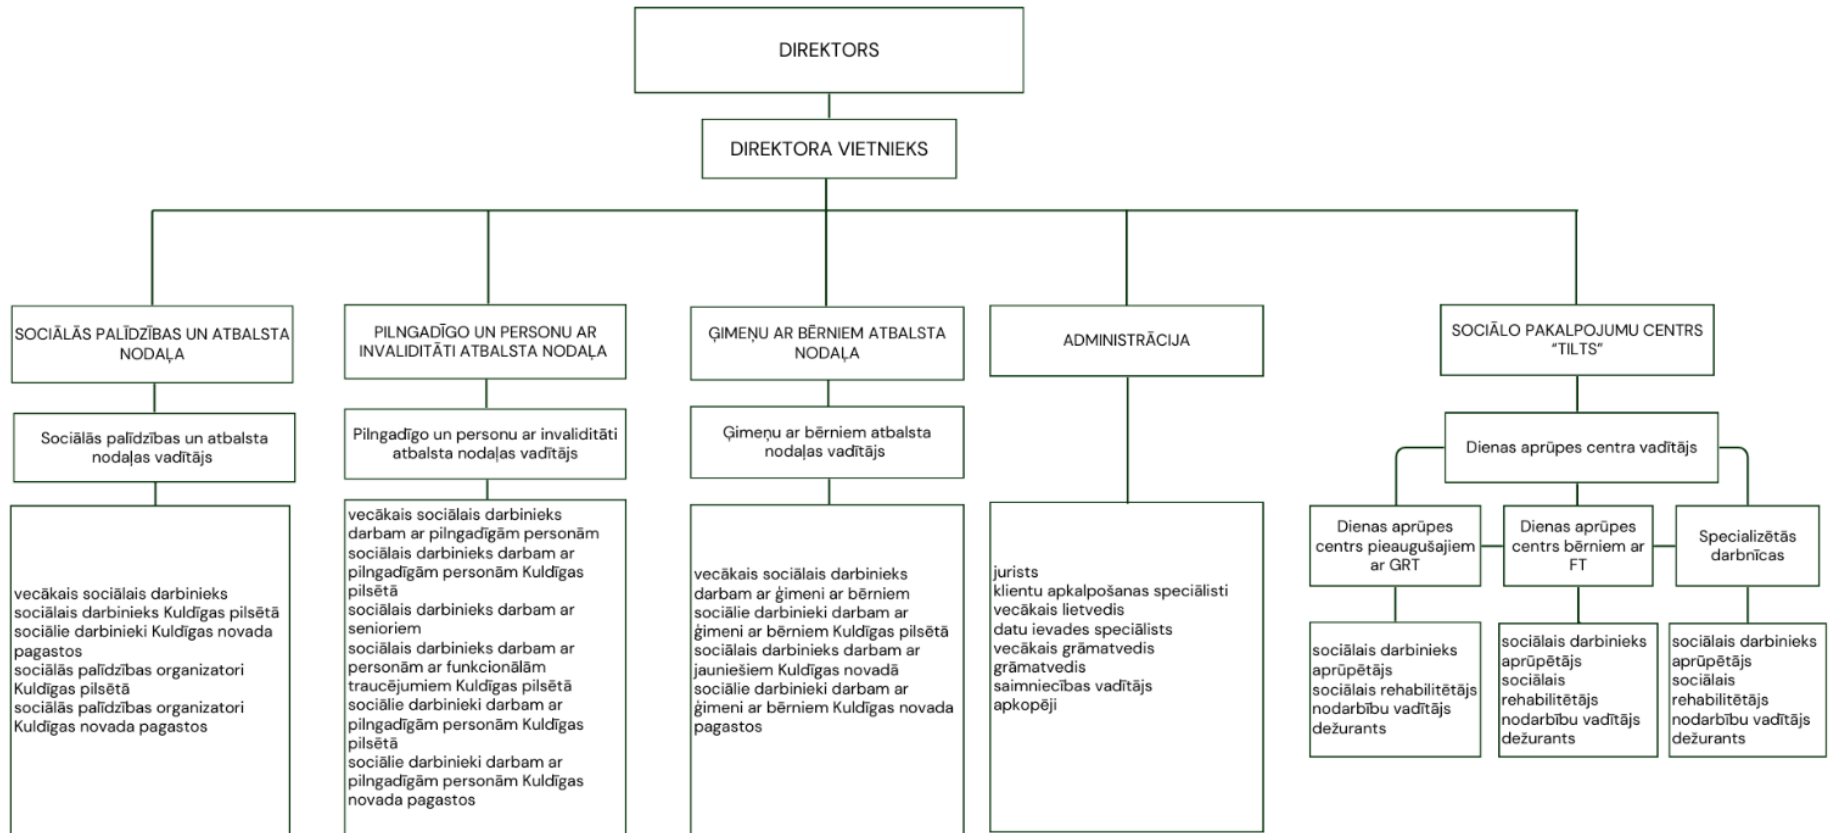 DIREKTORS
DIREKTORA VIETNIEKS
SOCIĀLĀS PALĪDZĪBAS UN ATBALSTA
NODAĻA
Sociālās palīdzības un atbalsta
nodaļas vadītājs
vecākais sociālais darbinieks
sociālais darbinieks Kuldīgas pilsētā
sociālie darbinieki Kuldīgas novada
pagastos
sociālās palīdzības organizatori
Kuldīgas pilsētā
sociālās palīdzības organizatori
Kuldīgas novada pagastos
PILNGADĪGO UN PERSONU AR
INVALIDITĀTI ATBALSTA NODAĻA
Pilngadīgo un personu ar invaliditāti
atbalsta nodaļas vadītājs
vecākais sociālais darbinieks
darbam ar pilngadīgām personām
sociālais darbinieks darbam ar
pilngadīgām personām Kuldīgas
pilsētā
sociālais darbinieks darbam ar
senioriem
sociālais darbinieks darbam ar
personām ar funkcionālām
traucējumiem Kuldīgas pilsētā
sociālie darbinieki darbam ar
pilngadīgām personām Kuldīgas
pilsētā
sociālie darbinieki darbam ar
pilngadīgām personām Kuldīgas
novada pagastos
ĢIMEŅU AR BĒRNIEM ATBALSTA
NODAĻA
Ģimeņu ar bērniem atbalsta
nodaļas vadītājs
vecākais sociālais darbinieks
darbam ar ģimeni ar bērniem
sociālie darbinieki darbam ar
ģimeni ar bērniem Kuldīgas pilsētā
sociālais darbinieks darbam ar
jauniešiem Kuldīgas novadā
sociālie darbinieki darbam ar
ģimeni ar bērniem Kuldīgas novada
pagastos
ADMINISTRĀCIJA
jurists
klientu apkalpošanas speciālisti
vecākais lietvedis
datu ievades speciālists
vecākais grāmatvedis
grāmatvedis
saimniecības vadītājs
apkopēji
SOCIĀLO PAKALPOJUMU CENTRS
"TILTS"
Dienas aprūpes centra vadītājs
Dienas aprūpes
centrs pieaugušajiem
ar GRT
sociālais darbinieks
aprūpētājs
sociālais rehabilitētājs
nodarbību vadītājs
dežurants
Dienas aprūpes
centrs bērniem ar
FT
sociālais darbinieks
aprūpētājs
sociālais
rehabilitētājs
nodarbību vadītājs
dežurants
Specializētās
darbnīcas
sociālais darbinieks
aprūpētājs
sociālais
rehabilitētājs
nodarbību vadītājs
dežurants